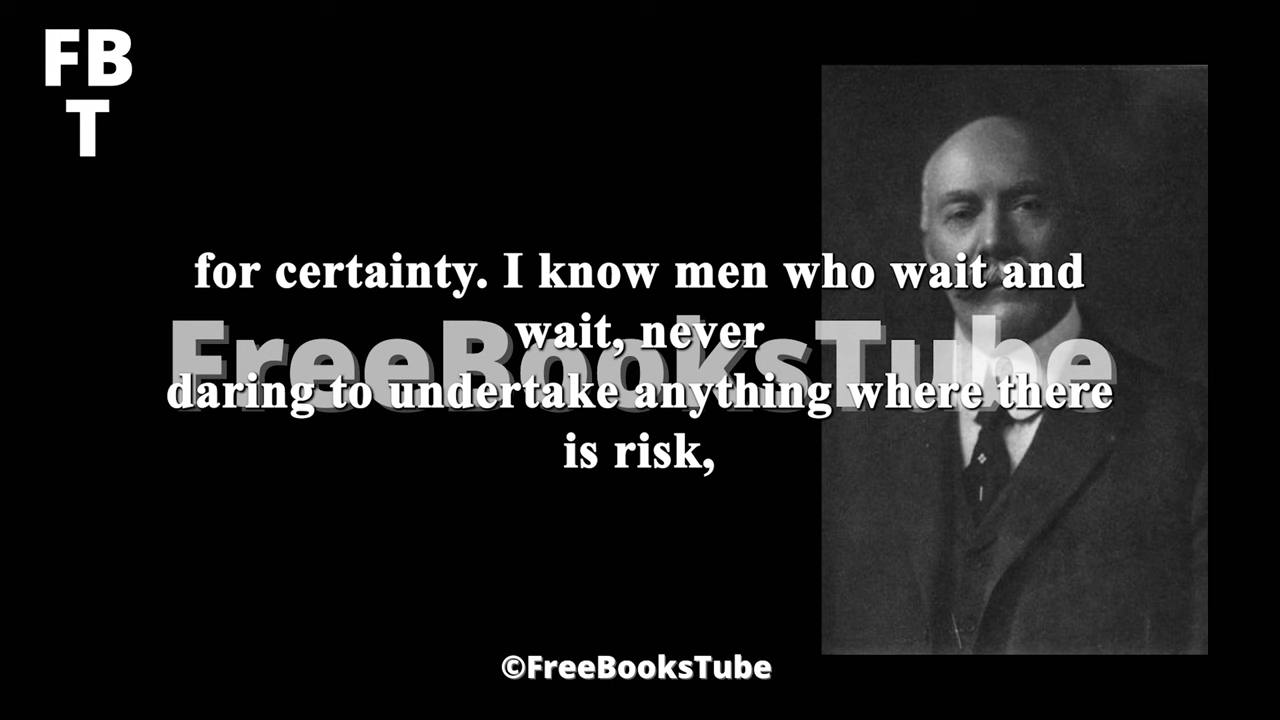 FB
T
for certainty. I know men who wait and
wait, never
FreeBooksTube
daring to undertake anything where there
is risk,
©FreeBooksTube